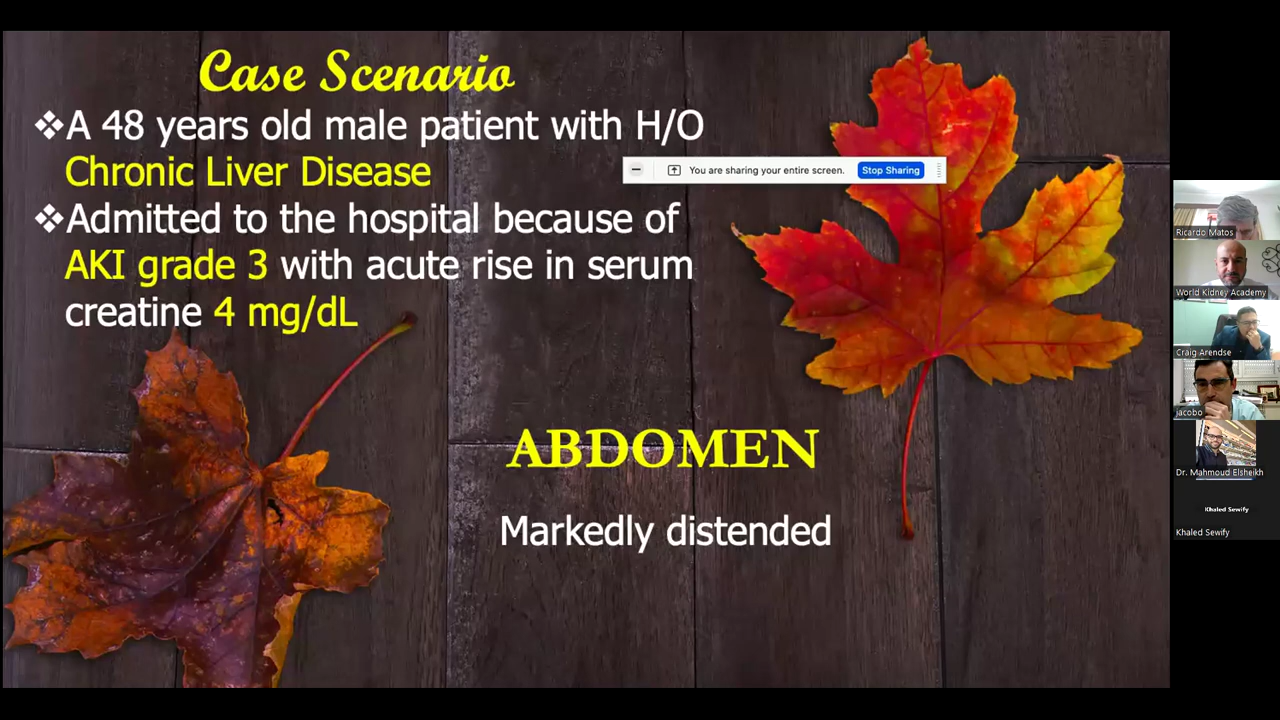 Case Scenario
❖A 48 years old male patient with H/O
Chronic Liver Disease
❖Admitted to the hospital because of
AKI grade 3 with acute rise in serum
creatine 4 mg/dL
ABDOMEN
Markedly distended
You are sharing your entire screen. Stop Sharing
Ricardo Matos
World Kidney Academy
Craig Arendse
jacobo
Dr. Mahmoud Elsheikh
Khaled Sewify
Khaled Sewify